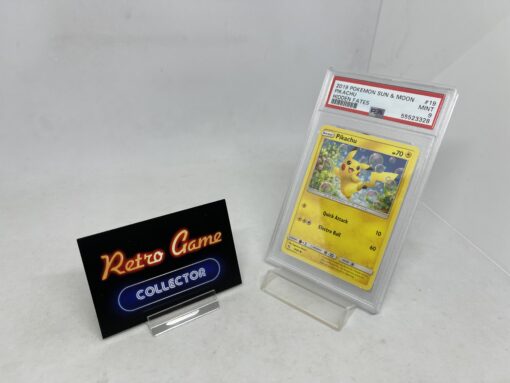 Retro Game
COLLECTOR
2019 POKEMON SUN & MOON #19
PIKACHU MINT
HIDDEN FATES 9
55523328
Pikachu HP70
Quick Attack 10
Electro Ball 60